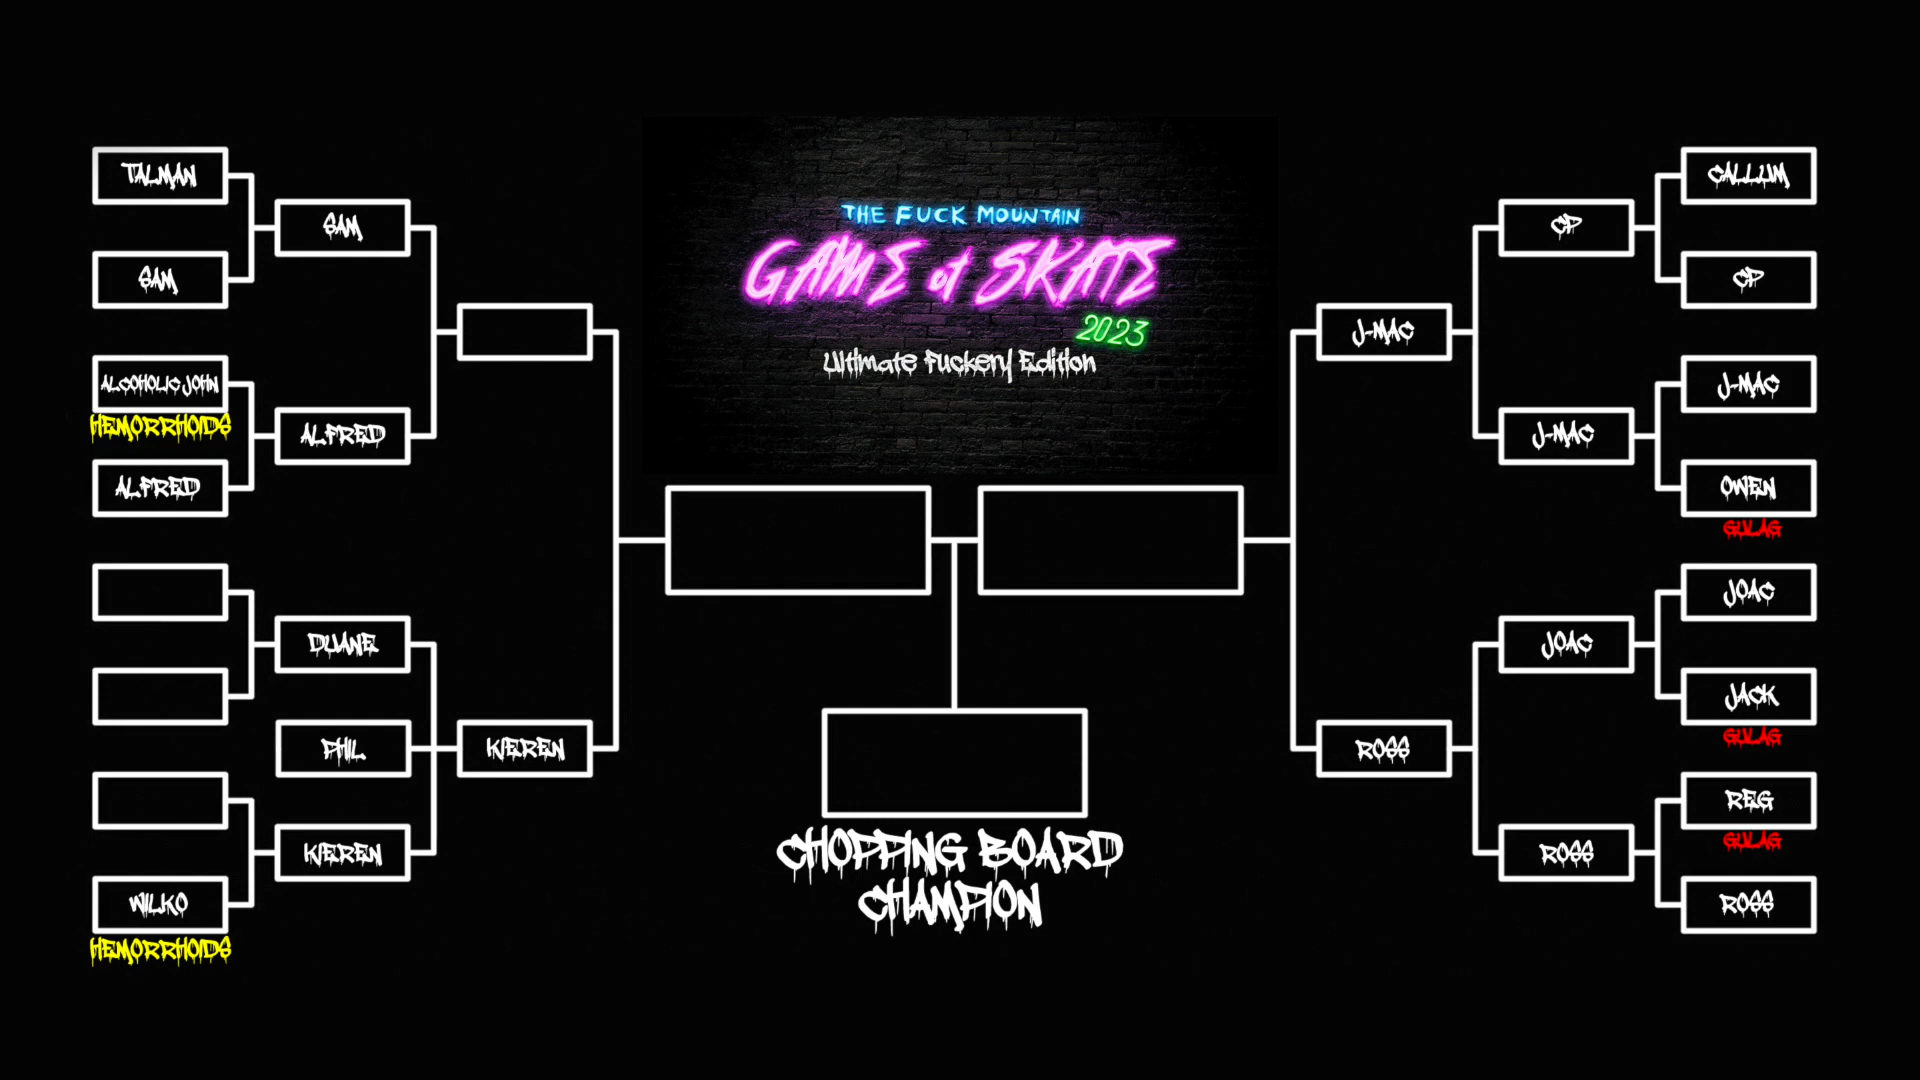 THE FUCK MOUNTAIN
GAME of SKATE
2023
Ultimate Fuckery Edition
TALMAN
SAM
SAM
ALCOHOLIC JOHN
HEMORRHOIDS
ALFRED
ALFRED
DUANE
PHIL
KIEREN
KIEREN
WILKO
HEMORRHOIDS
CALLUM
CP
CP
J-MAC
J-MAC
J-MAC
OWEN
GULAG
JOAC
JOAC
JACK
GULAG
ROSS
REG
GULAG
ROSS
ROSS
CHOPPING BOARD
CHAMPION